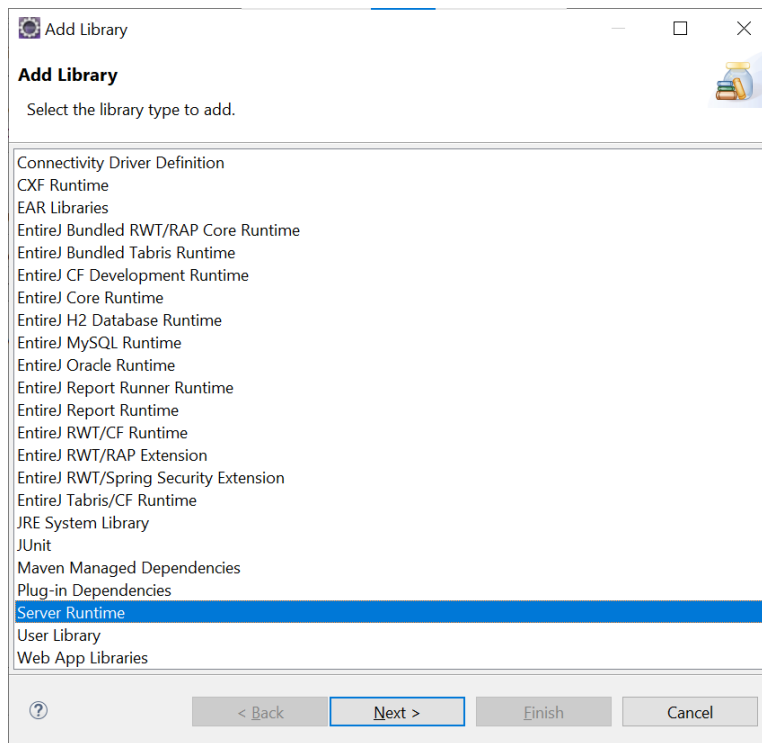 Add Library
Add Library
Select the library type to add.
Connectivity Driver Definition
CXF Runtime
EAR Libraries
EntireJ Bundled RWT/RAP Core Runtime
EntireJ Bundled Tabris Runtime
EntireJ CF Development Runtime
EntireJ Core Runtime
EntireJ H2 Database Runtime
EntireJ MySQL Runtime
EntireJ Oracle Runtime
EntireJ Report Runner Runtime
EntireJ Report Runtime
EntireJ RWT/CF Runtime
EntireJ RWT/RAP Extension
EntireJ RWT/Spring Security Extension
EntireJ Tabris/CF Runtime
JRE System Library
JUnit
Maven Managed Dependencies
Plug-in Dependencies
Server Runtime
User Library
Web App Libraries
? < Back Next > Finish Cancel